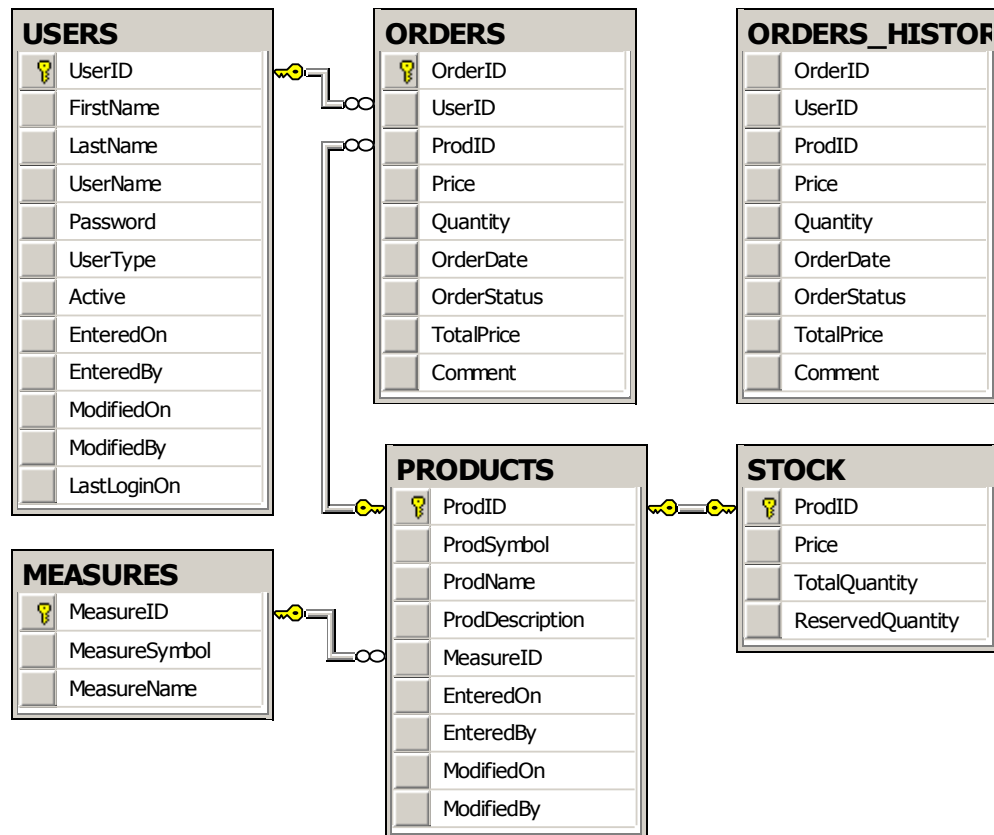 USERS
UserID
FirstName
LastName
UserName
Password
UserType
Active
EnteredOn
EnteredBy
ModifiedOn
ModifiedBy
LastLoginOn
ORDERS
OrderID
UserID
ProdID
Price
Quantity
OrderDate
OrderStatus
TotalPrice
Comment
ORDERS_HISTOR
OrderID
UserID
ProdID
Price
Quantity
OrderDate
OrderStatus
TotalPrice
Comment
MEASURES
MeasureID
MeasureSymbol
MeasureName
PRODUCTS
ProdID
ProdSymbol
ProdName
ProdDescription
MeasureID
EnteredOn
EnteredBy
ModifiedOn
ModifiedBy
STOCK
ProdID
Price
TotalQuantity
ReservedQuantity